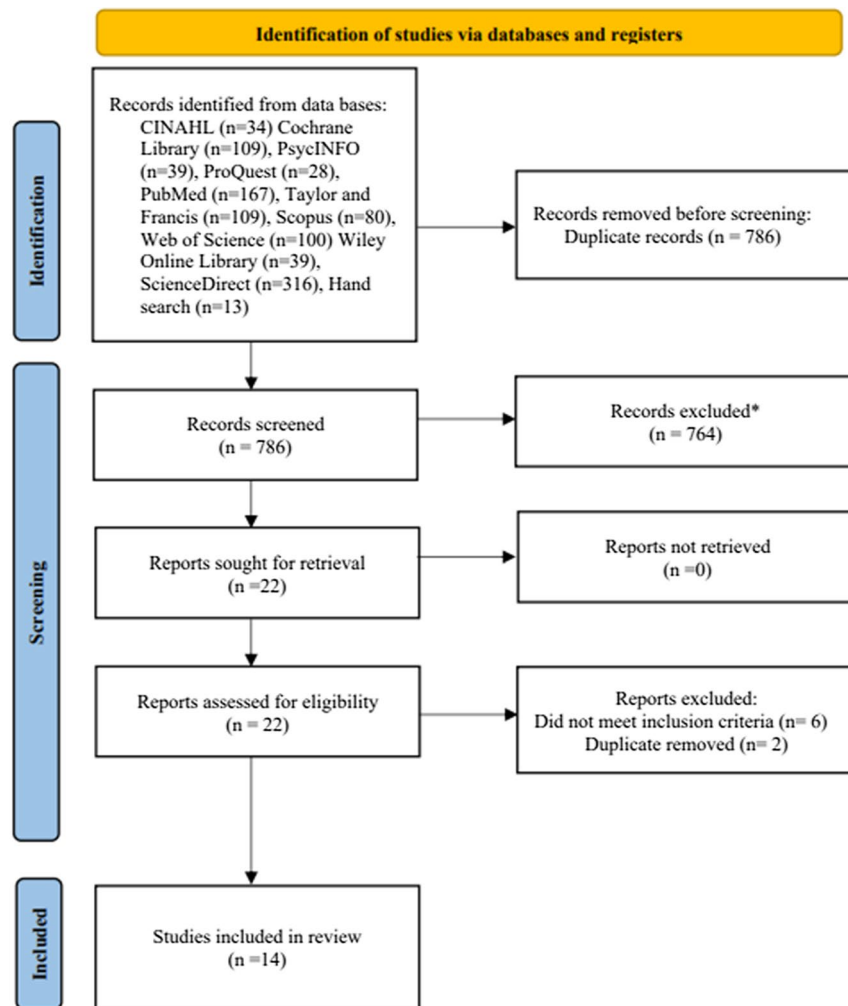 Identification of studies via databases and registers
Identification
Records identified from data bases:
CINAHL (n=34) Cochrane
Library (n=109), PsycINFO
(n=39), ProQuest (n=28),
PubMed (n=167), Taylor and
Francis (n=109), Scopus (n=80),
Web of Science (n=100) Wiley
Online Library (n=39),
ScienceDirect (n=316), Hand
search (n=13)
Records removed before screening:
Duplicate records (n = 786)
Screening
Records screened
(n = 786)
Records excluded*
(n = 764)
Reports sought for retrieval
(n =22)
Reports not retrieved
(n =0)
Reports assessed for eligibility
(n = 22)
Reports excluded:
Did not meet inclusion criteria (n= 6)
Duplicate removed (n= 2)
Included
Studies included in review
(n =14)